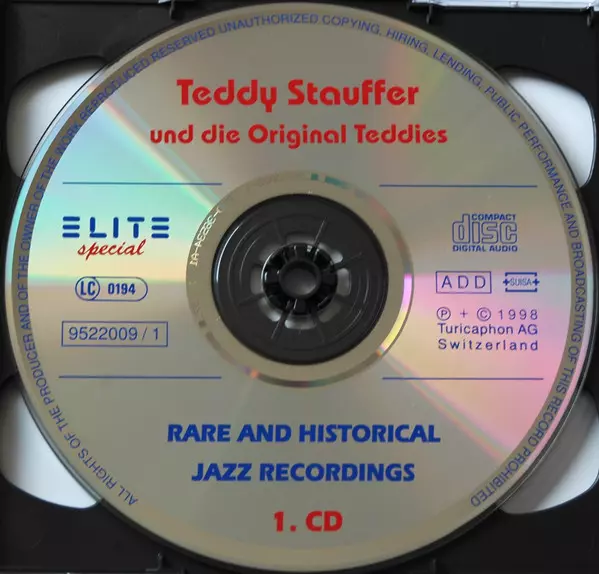 ALL RIGHTS OF THE PRODUCER AND OF THE OWNER OF THE WORK REPRODUCED RESERVED UNAUTHORIZED COPYING, HIRING, LENDING, PUBLIC PERFORMANCE AND BROADCASTING OF THIS RECORD PROHIBITED
Teddy Stauffer
und die Original Teddies
ELITE
special
LC 0194
9522009 / 1
COMPACT
disc
DIGITAL AUDIO
ADD
SUISA
℗ + © 1998
Turicaphon AG
Switzerland
RARE AND HISTORICAL
JAZZ RECORDINGS
1. CD